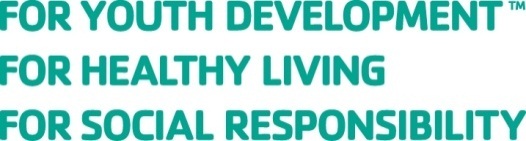 FOR YOUTH DEVELOPMENT™
FOR HEALTHY LIVING
FOR SOCIAL RESPONSIBILITY